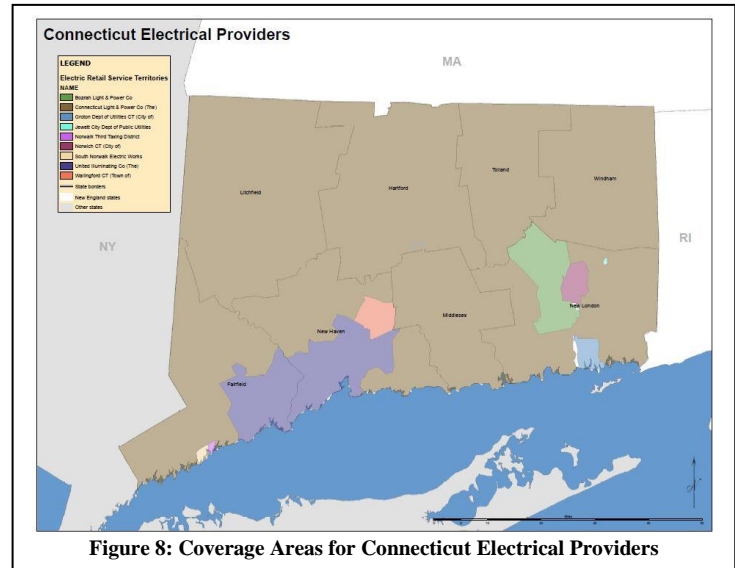 Connecticut Electrical Providers
MA
LEGEND
Electric Retail Service Territories
NAME
Bozrah Light & Power Co
Connecticut Light & Power Co (The)
Groton Dept of Utilities CT (City of)
Jewett City Dept of Public Utilities
Norwalk Third Taxing District
Norwich CT (City of)
South Norwalk Electric Works
United Illuminating Co (The)
Wallingford CT (Town of)
State borders
New England states
Other states
Litchfield
Hartford
Tolland
Windham
NY
RI
New London
Middlesex
New Haven
Fairfield
Figure 8: Coverage Areas for Connecticut Electrical Providers